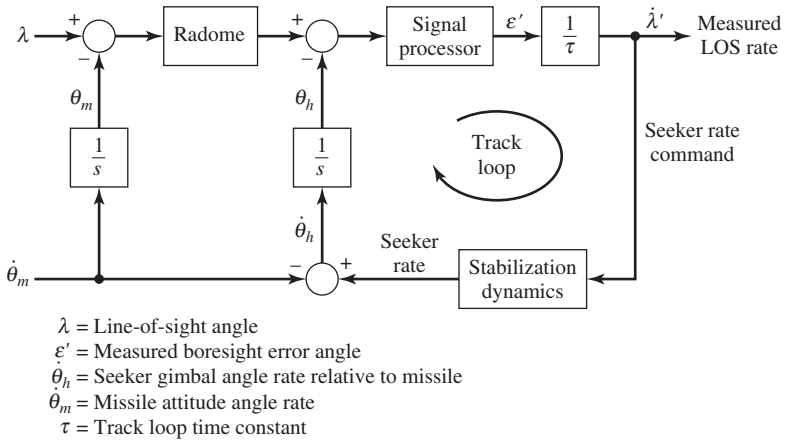 λ
+
−
Radome
+
−
Signal
processor
ε′
1
τ
λ̇′
Measured
LOS rate
θₘ
θₕ
1
s
1
s
Track
loop
Seeker rate
command
θ̇ₕ
Seeker
rate
θ̇ₘ
−
+
Stabilization
dynamics
λ = Line-of-sight angle
ε′ = Measured boresight error angle
θ̇ₕ = Seeker gimbal angle rate relative to missile
θ̇ₘ = Missile attitude angle rate
τ = Track loop time constant